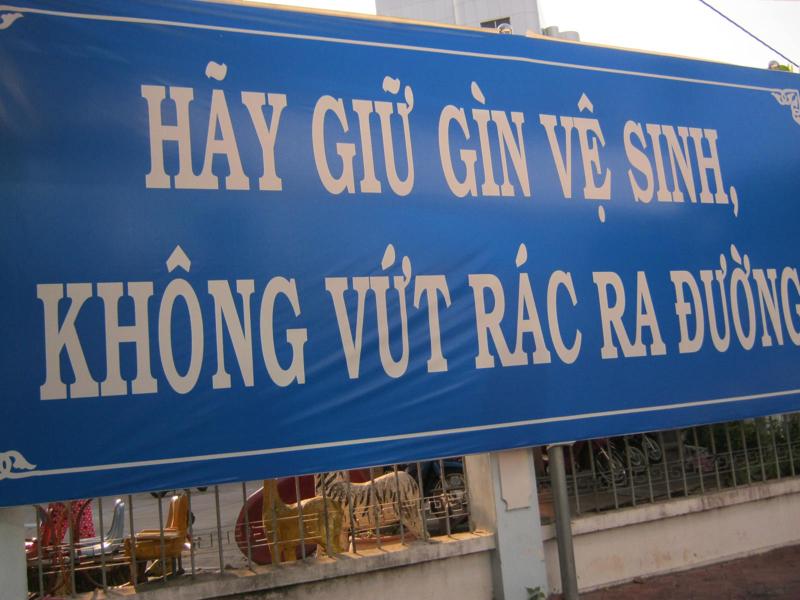 HÃY GIỮ GÌN VỆ SINH,
KHÔNG VỨT RÁC RA ĐƯỜNG